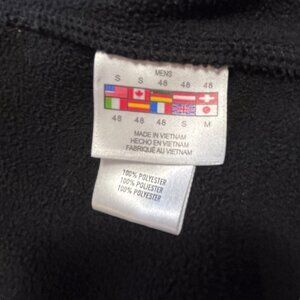 MENS
S S 48 48 48
48 48 48 S M
MADE IN VIETNAM
HECHO EN VIETNAM
FABRIQUÉ AU VIETNAM
100% POLYESTER
100% POLIESTER
100% POLYESTER